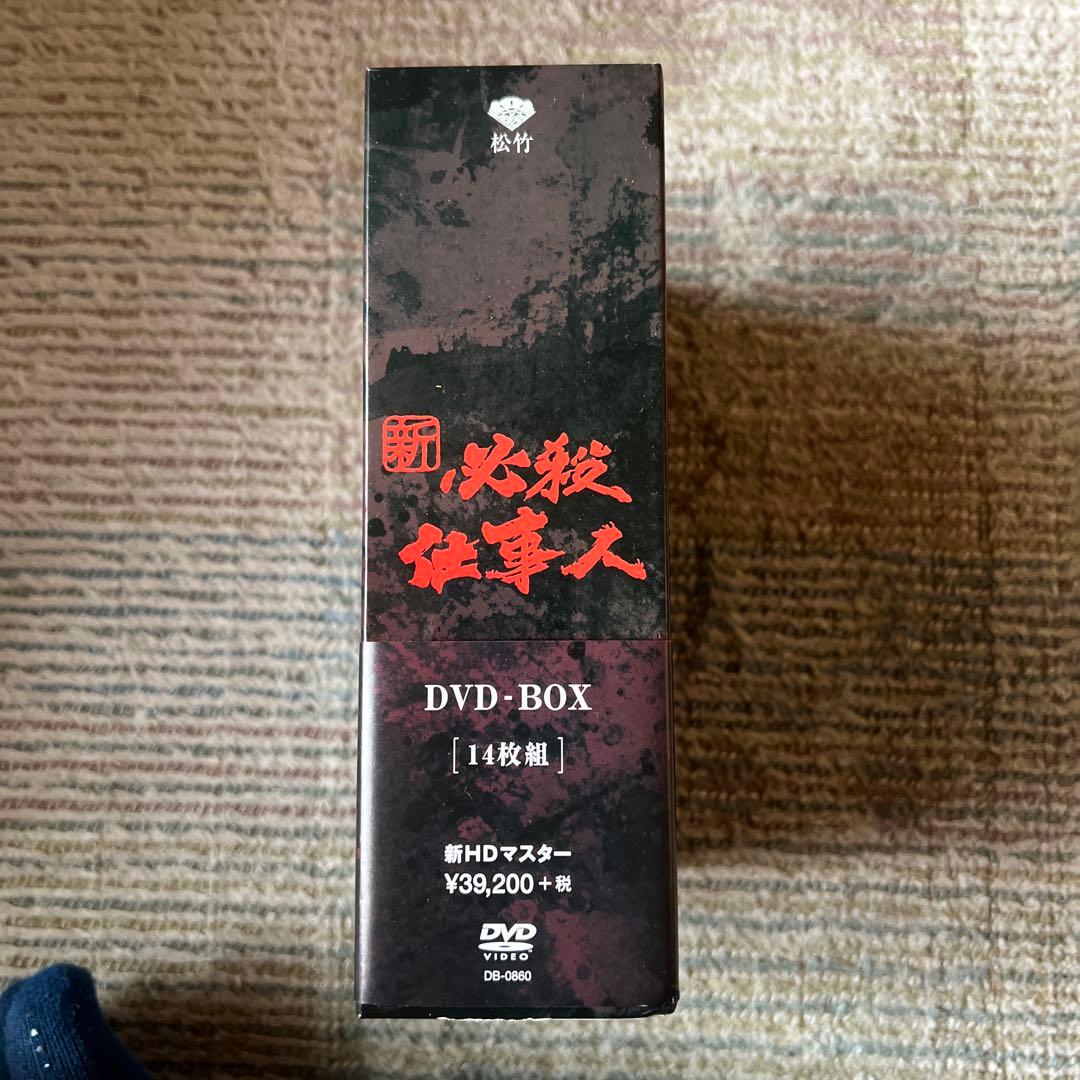 松竹
新
必殺
仕事人
DVD-BOX
[14枚組]
新HDマスター
¥39,200+税
DVD
VIDEO
DB-0860